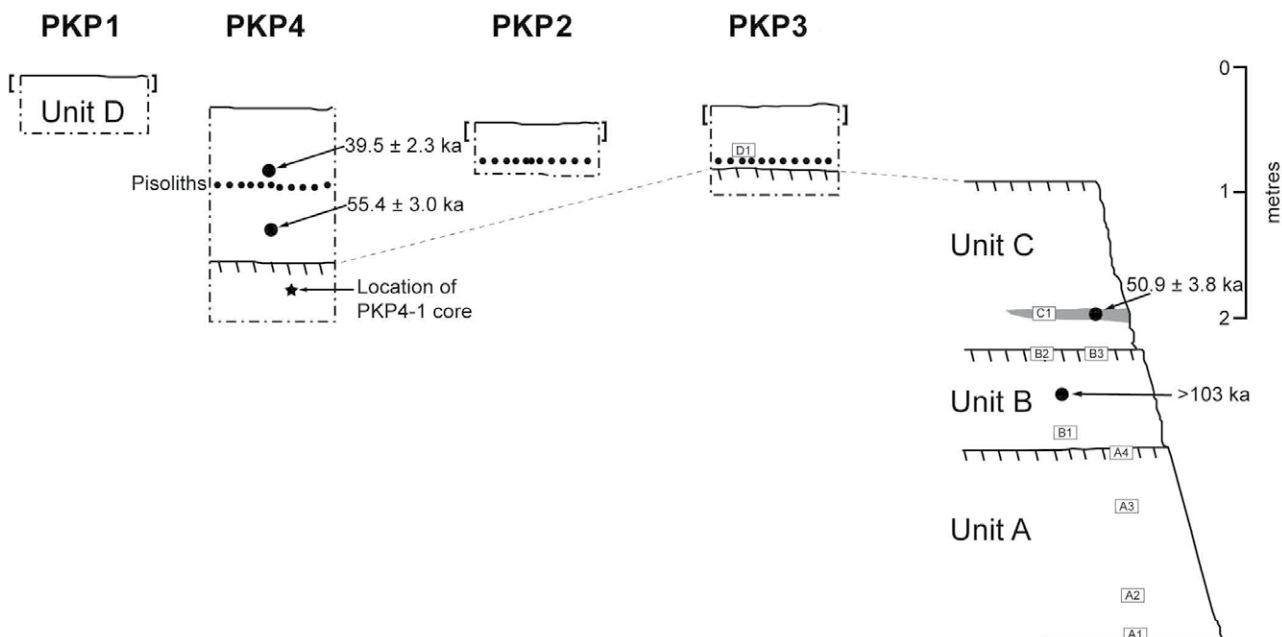 PKP1
PKP4
PKP2
PKP3
[ ]
[ ]
[ ]
Unit D
39.5 ± 2.3 ka
Pisoliths
55.4 ± 3.0 ka
Location of
PKP4-1 core
D1
0
1
2
metres
Unit C
50.9 ± 3.8 ka
C1
B2
B3
Unit B
>103 ka
B1
A4
A3
Unit A
A2
A1